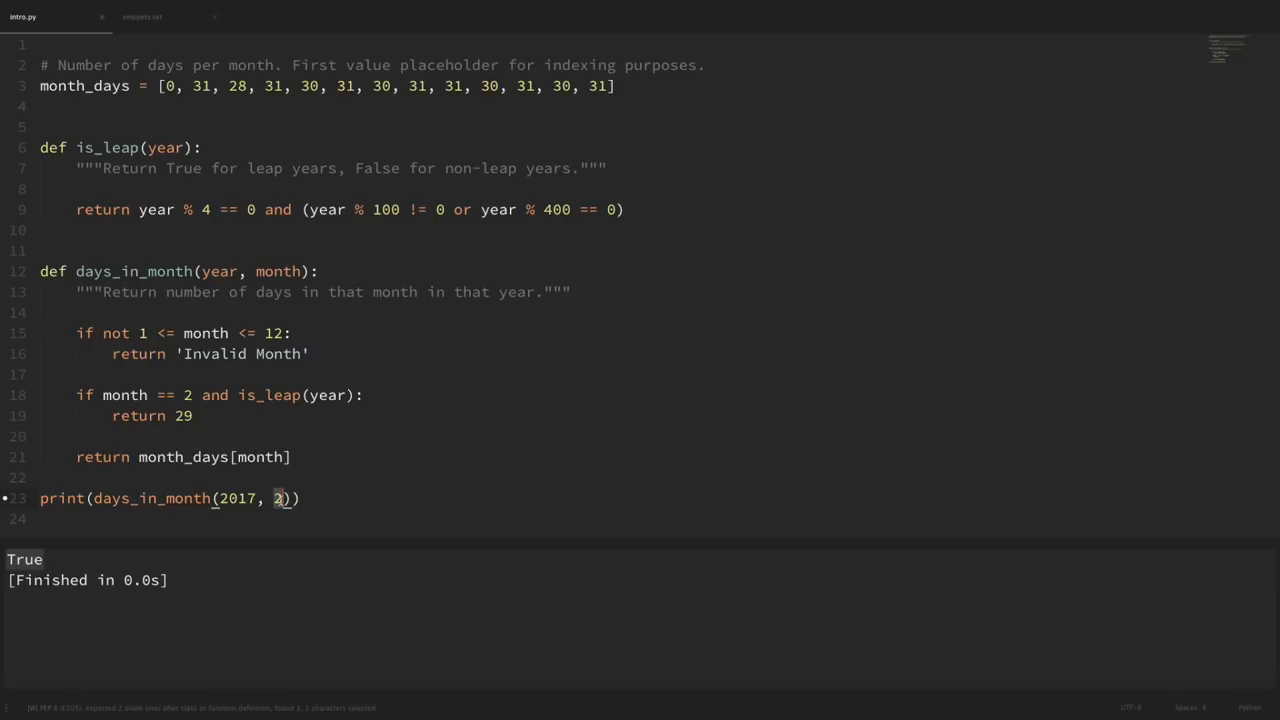 intro.py × snippets.txt ×
1
2 # Number of days per month. First value placeholder for indexing purposes.
3 month_days = [0, 31, 28, 31, 30, 31, 30, 31, 31, 30, 31, 30, 31]
4
5
6 def is_leap(year):
7 """Return True for leap years, False for non-leap years."""
8
9 return year % 4 == 0 and (year % 100 != 0 or year % 400 == 0)
10
11
12 def days_in_month(year, month):
13 """Return number of days in that month in that year."""
14
15 if not 1 <= month <= 12:
16 return 'Invalid Month'
17
18 if month == 2 and is_leap(year):
19 return 29
20
21 return month_days[month]
22
23 print(days_in_month(2017, 2))
24
True
[Finished in 0.0s]
[W] PEP 8 (E305): expected 2 blank lines after class or function definition, found 1, 1 characters selected UTF-8 Spaces: 4 Python